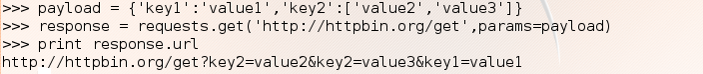 >>> payload = {'key1':'value1','key2':['value2','value3']}
>>> response = requests.get('http://httpbin.org/get',params=payload)
>>> print response.url
http://httpbin.org/get?key2=value2&key2=value3&key1=value1